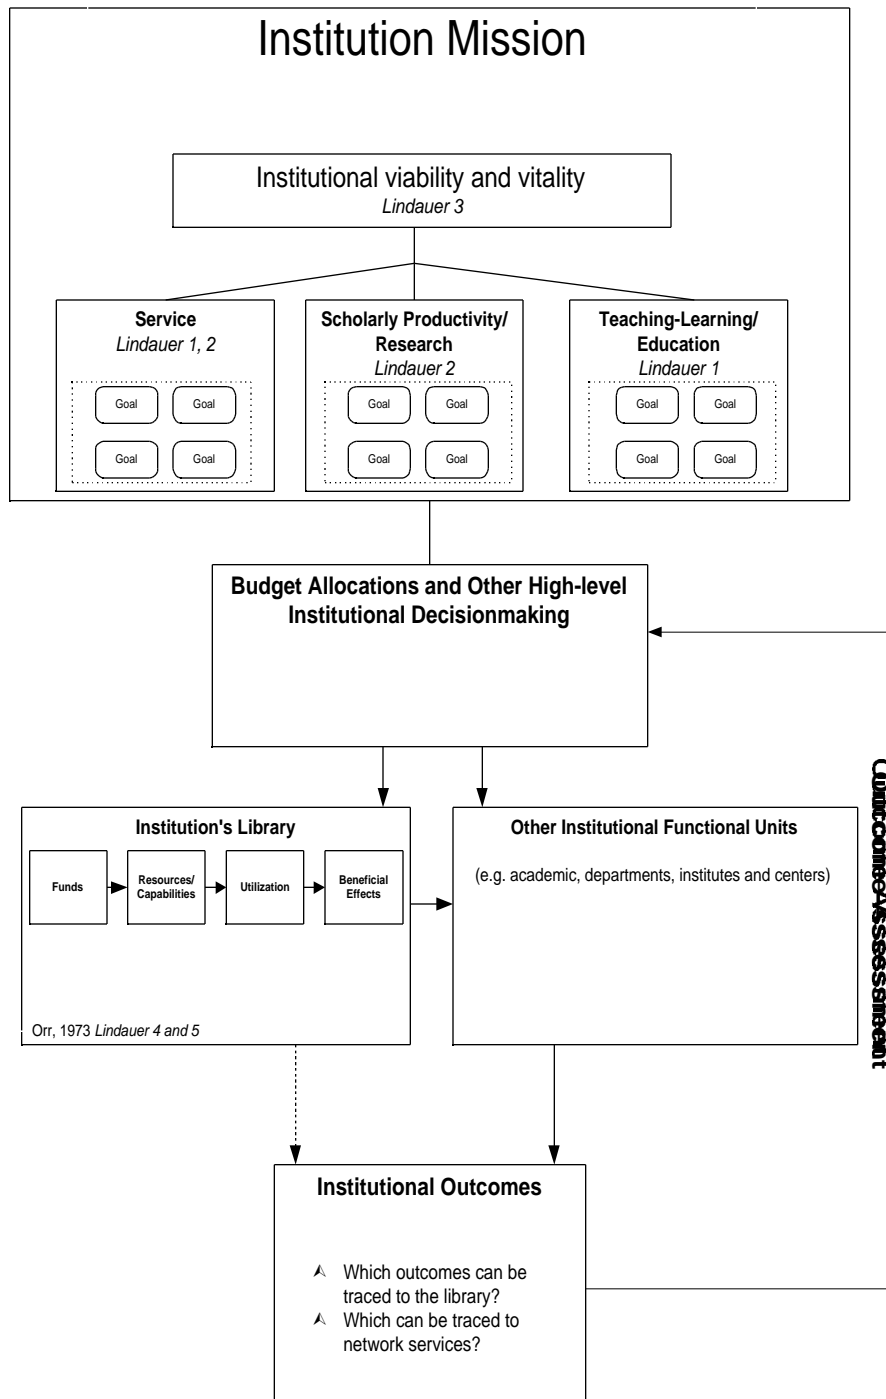 Institution Mission
Institutional viability and vitality
Lindauer 3
Service
Lindauer 1, 2
Goal Goal
Goal Goal
Scholarly Productivity/
Research
Lindauer 2
Goal Goal
Goal Goal
Teaching-Learning/
Education
Lindauer 1
Goal Goal
Goal Goal
Budget Allocations and Other High-level
Institutional Decisionmaking
Institution's Library
Funds
Resources/
Capabilities
Utilization
Beneficial
Effects
Orr, 1973 Lindauer 4 and 5
Other Institutional Functional Units
(e.g. academic, departments, institutes and centers)
Assessment
Institutional Outcomes
Which outcomes can be
traced to the library?
Which can be traced to
network services?